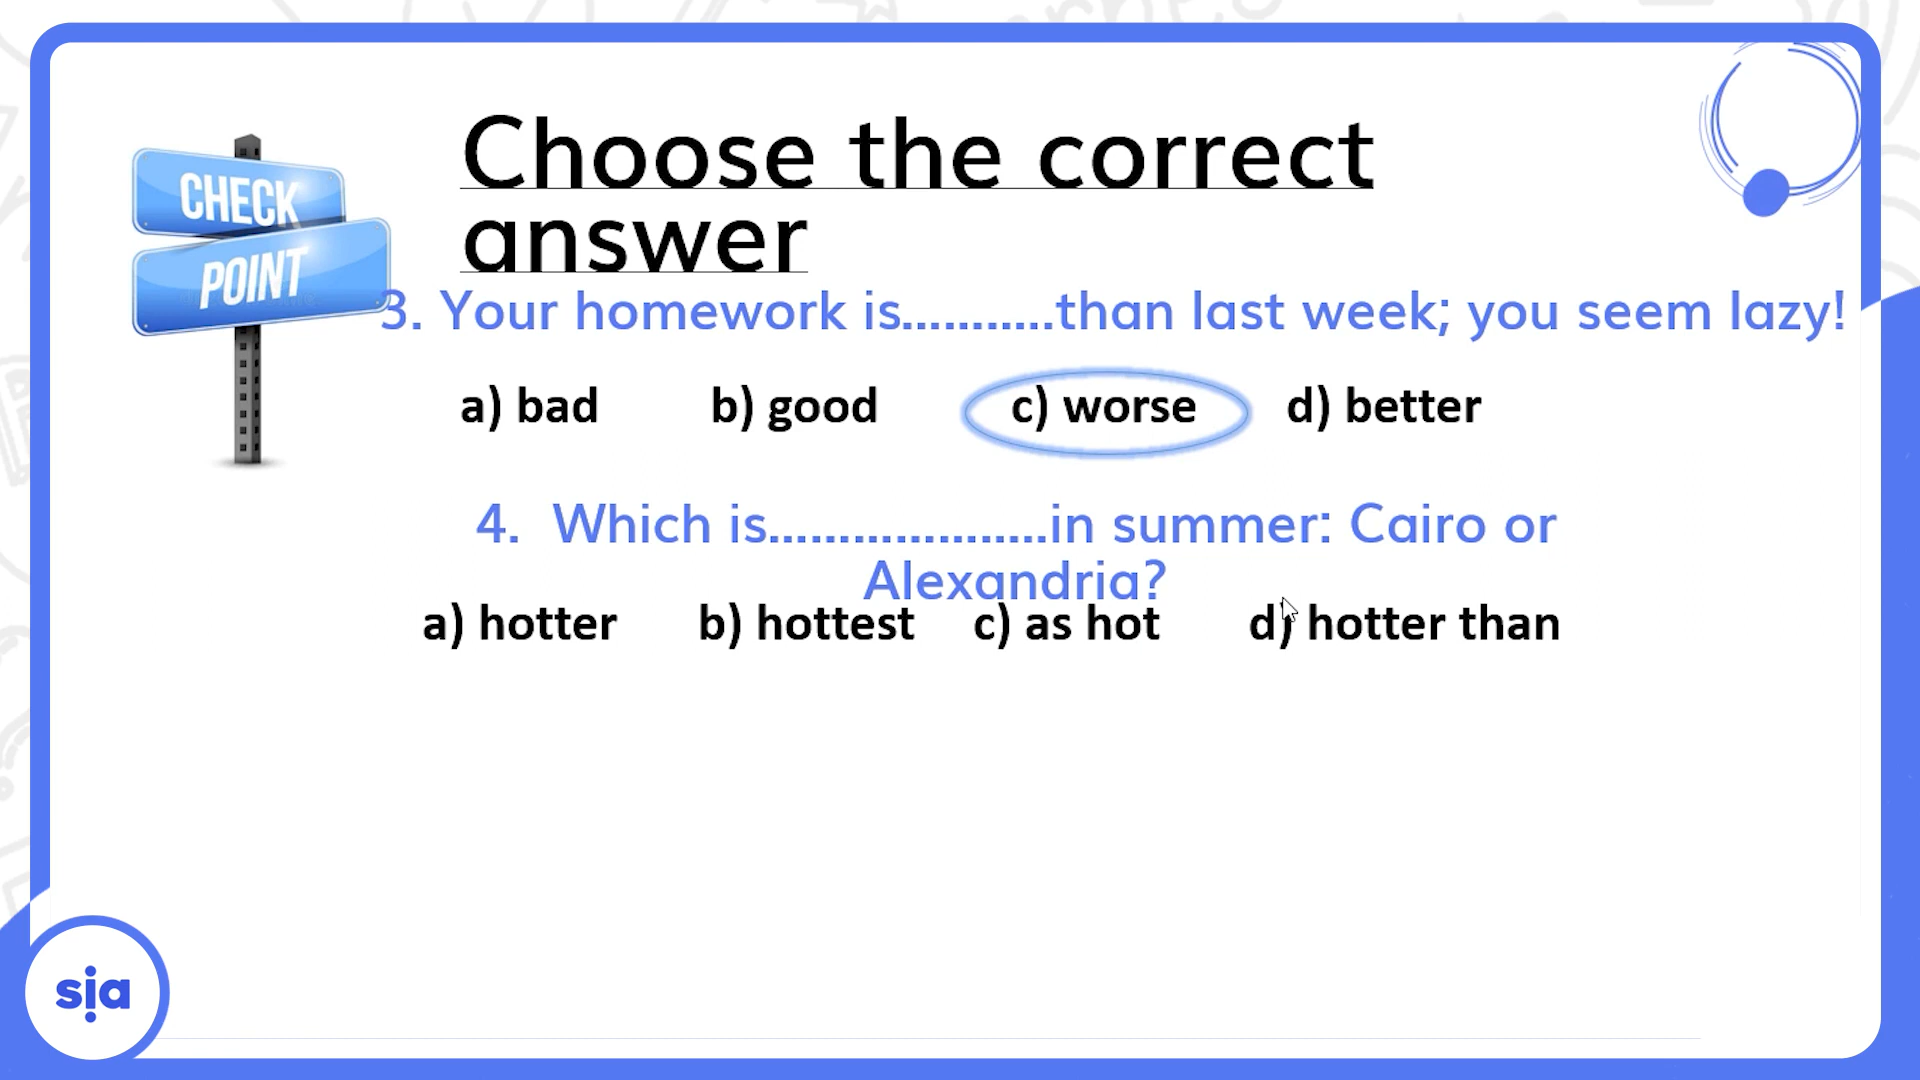 Choose the correct
answer
CHECK
POINT
3. Your homework is...........than last week; you seem lazy!
a) bad b) good c) worse d) better
4. Which is....................in summer: Cairo or
Alexandria?
a) hotter b) hottest c) as hot d) hotter than
sia